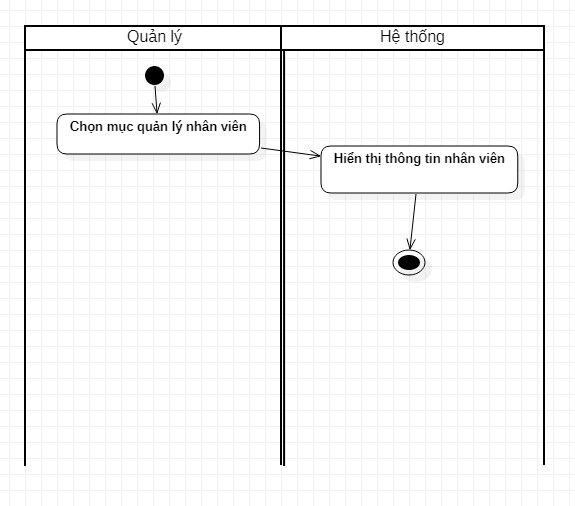 Quản lý
Hệ thống
Chọn mục quản lý nhân viên
Hiển thị thông tin nhân viên